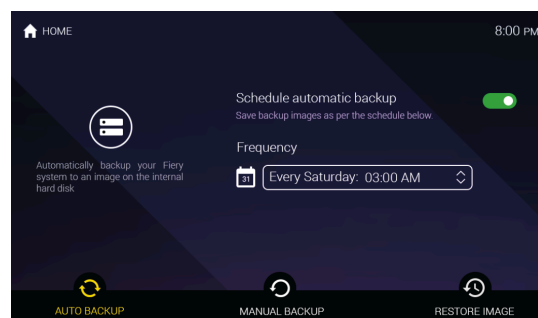 HOME
8:00 PM
Schedule automatic backup
Save backup images as per the schedule below
Automatically backup your Fiery
system to an image on the internal
hard disk
Frequency
31
Every Saturday: 03:00 AM
AUTO BACKUP
MANUAL BACKUP
RESTORE IMAGE